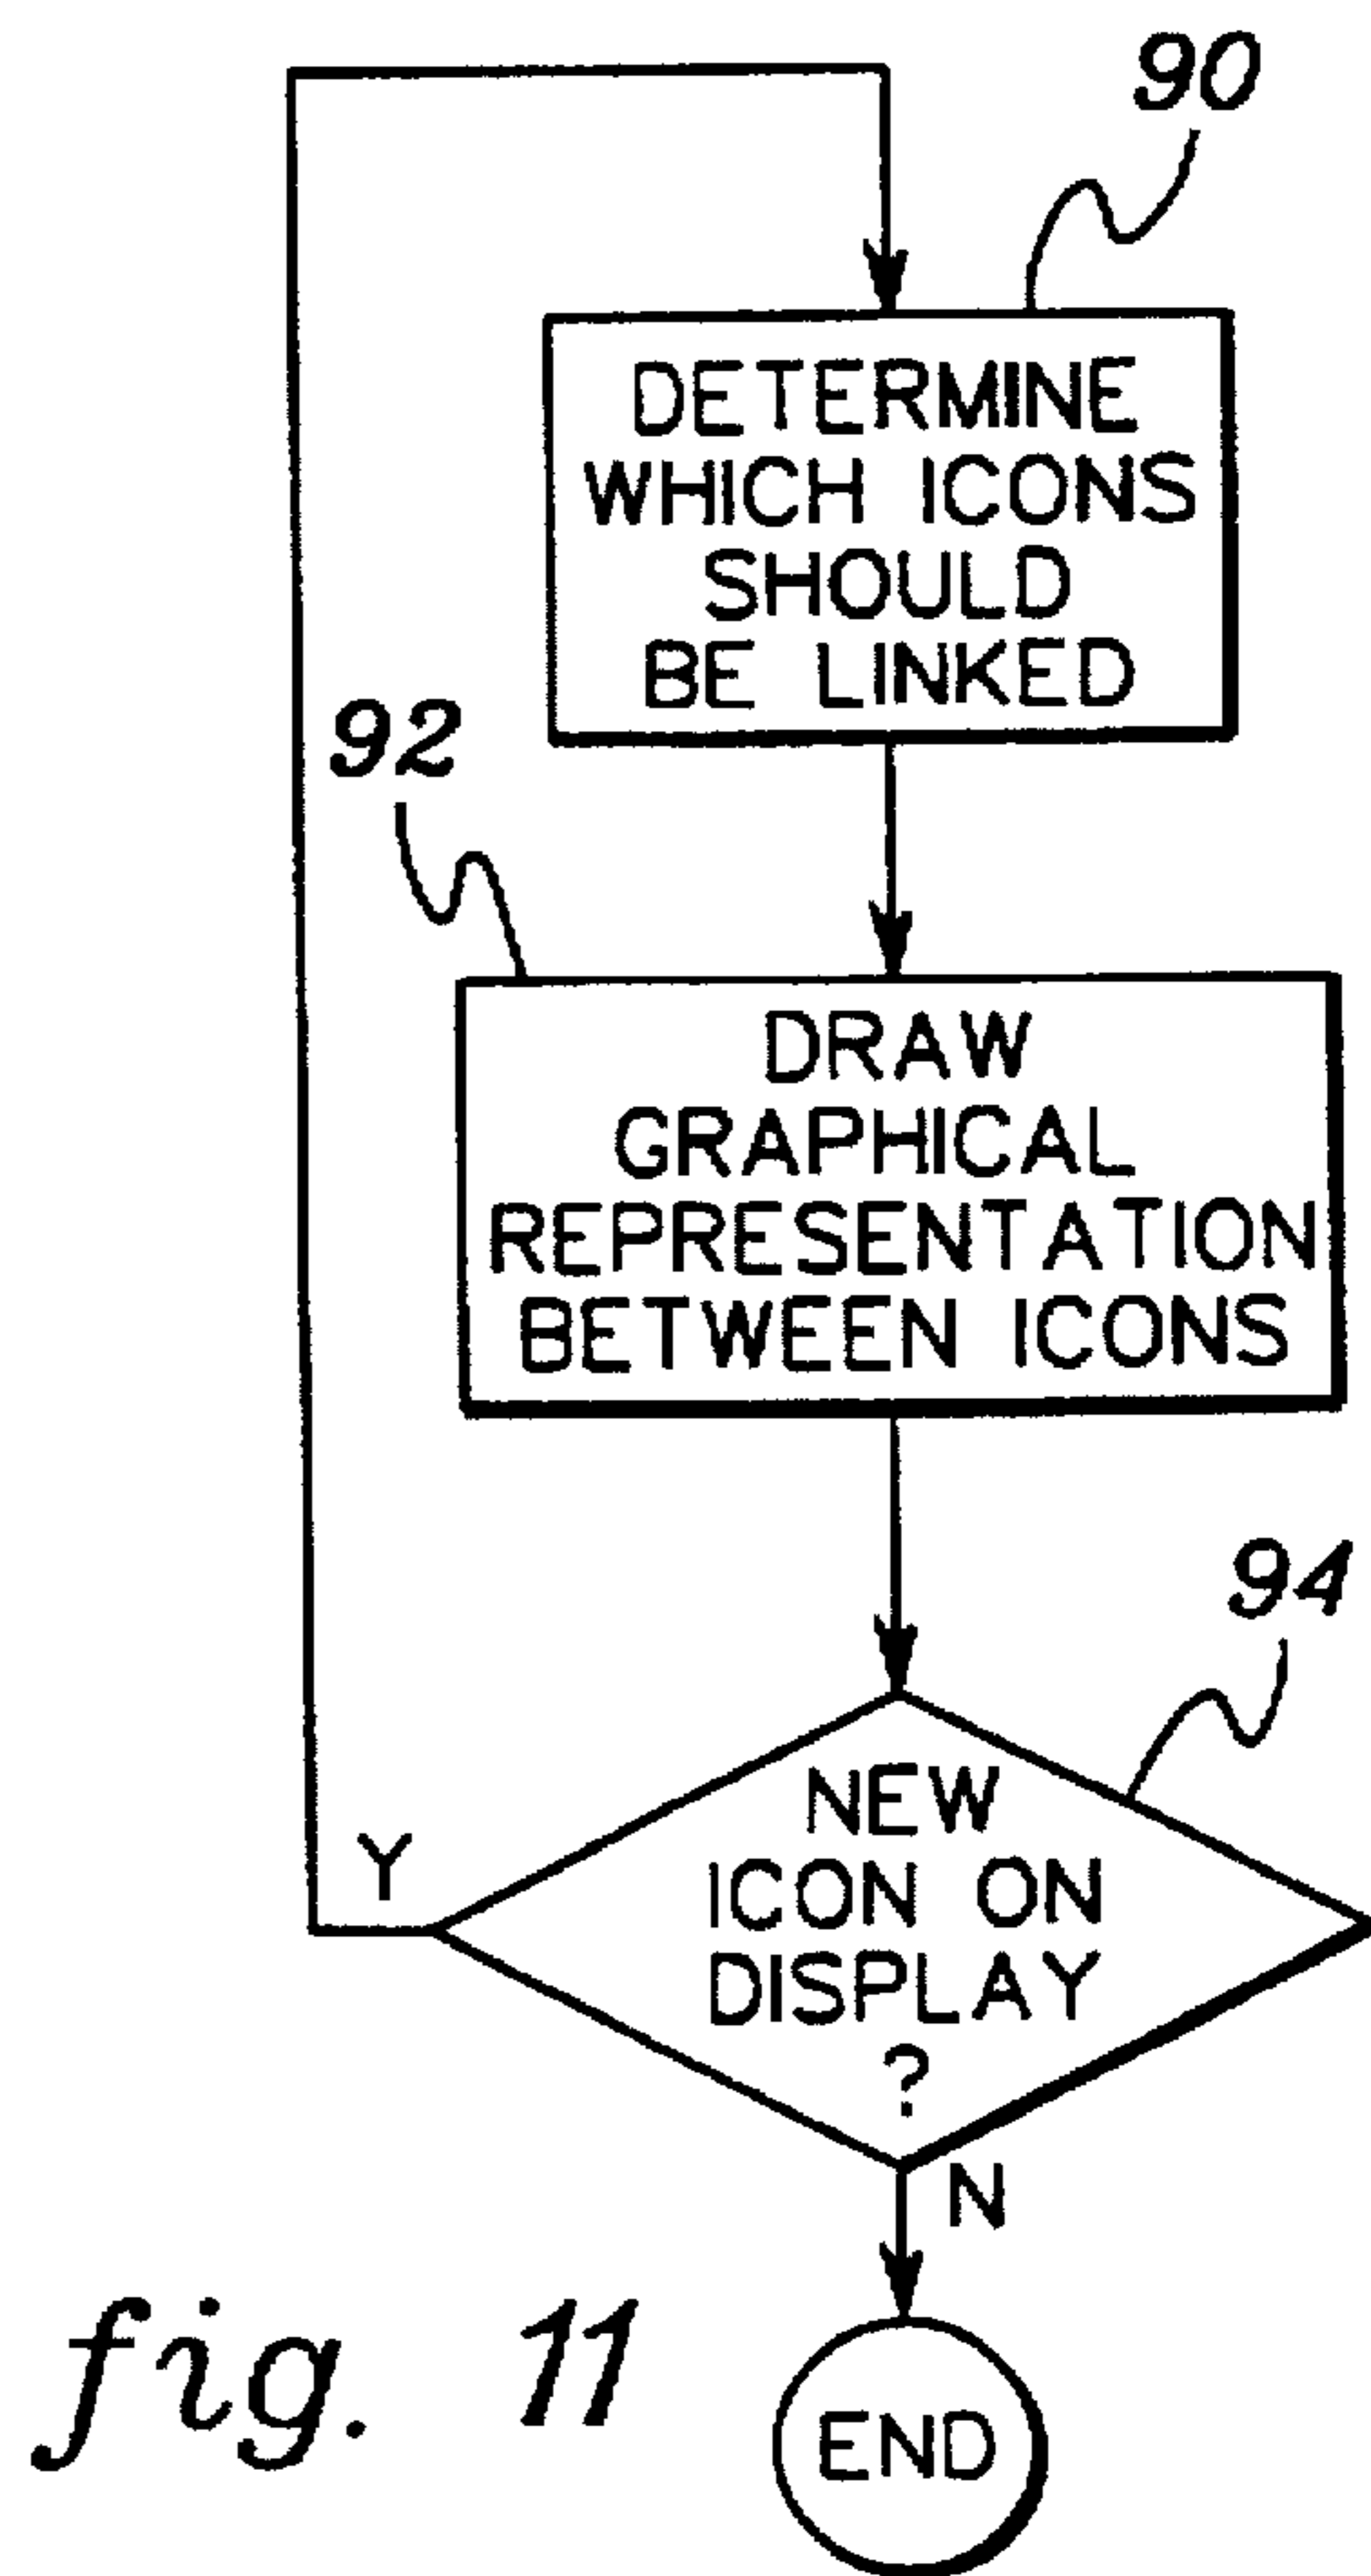 90
DETERMINE
WHICH ICONS
SHOULD
BE LINKED
92
DRAW
GRAPHICAL
REPRESENTATION
BETWEEN ICONS
94
NEW
ICON ON
DISPLAY
?
Y
N
END
fig. 11